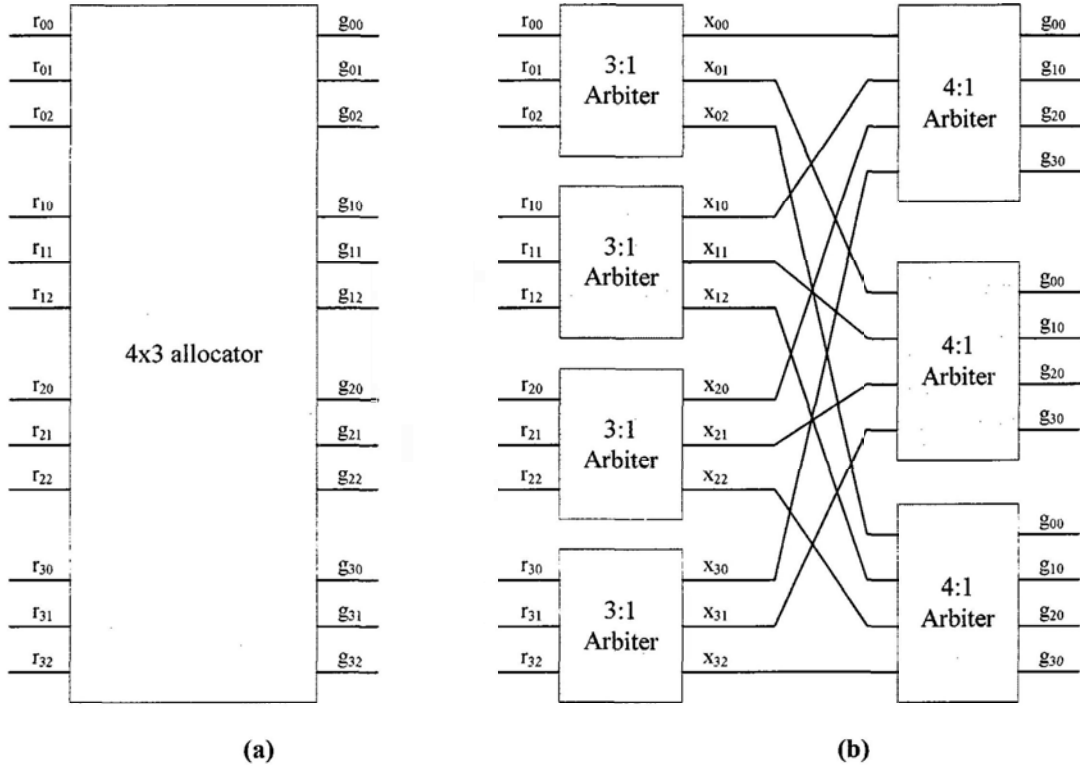 r00
r01
r02
r10
r11
r12
r20
r21
r22
r30
r31
r32
4x3 allocator
g00
g01
g02
g10
g11
g12
g20
g21
g22
g30
g31
g32
(a)
r00
r01
r02
r10
r11
r12
r20
r21
r22
r30
r31
r32
3:1
Arbiter
3:1
Arbiter
3:1
Arbiter
3:1
Arbiter
x00
x01
x02
x10
x11
x12
x20
x21
x22
x30
x31
x32
4:1
Arbiter
4:1
Arbiter
4:1
Arbiter
g00
g10
g20
g30
g00
g10
g20
g30
g00
g10
g20
g30
(b)